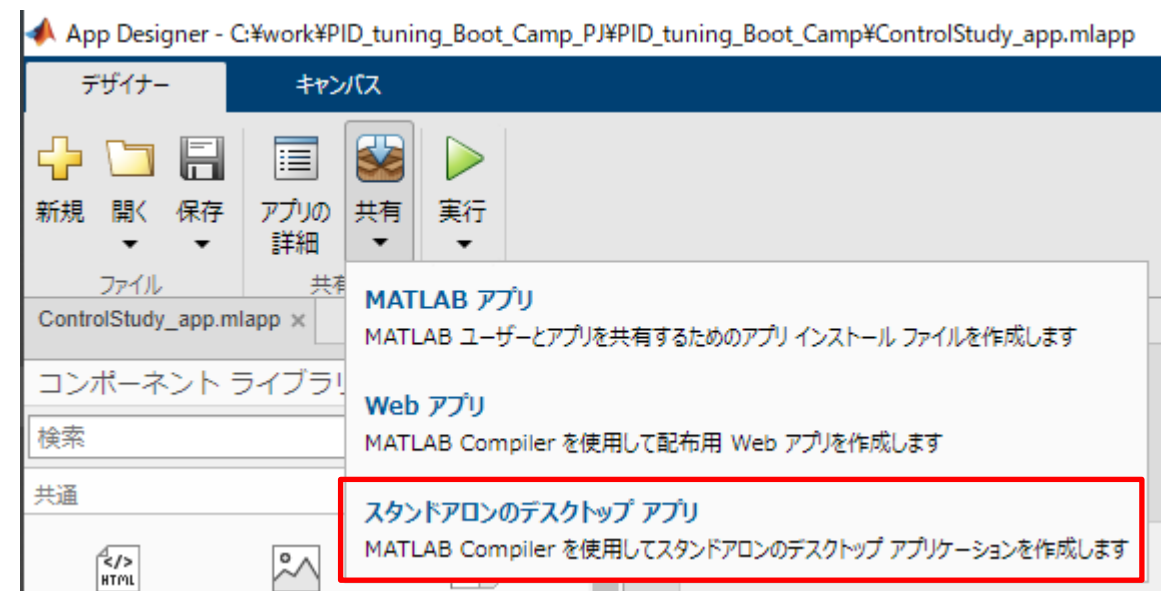 App Designer - C:¥work¥PID_tuning_Boot_Camp_PJ¥PID_tuning_Boot_Camp¥ControlStudy_app.mlapp
デザイナー キャンバス
新規 開く 保存 アプリの詳細 共有 実行
ファイル 共有
ControlStudy_app.mlapp ×
コンポーネント ライブラリ
検索
共通
HTML
MATLAB アプリ
MATLAB ユーザーとアプリを共有するためのアプリ インストール ファイルを作成します
Web アプリ
MATLAB Compiler を使用して配布用 Web アプリを作成します
スタンドアロンのデスクトップ アプリ
MATLAB Compiler を使用してスタンドアロンのデスクトップ アプリケーションを作成します